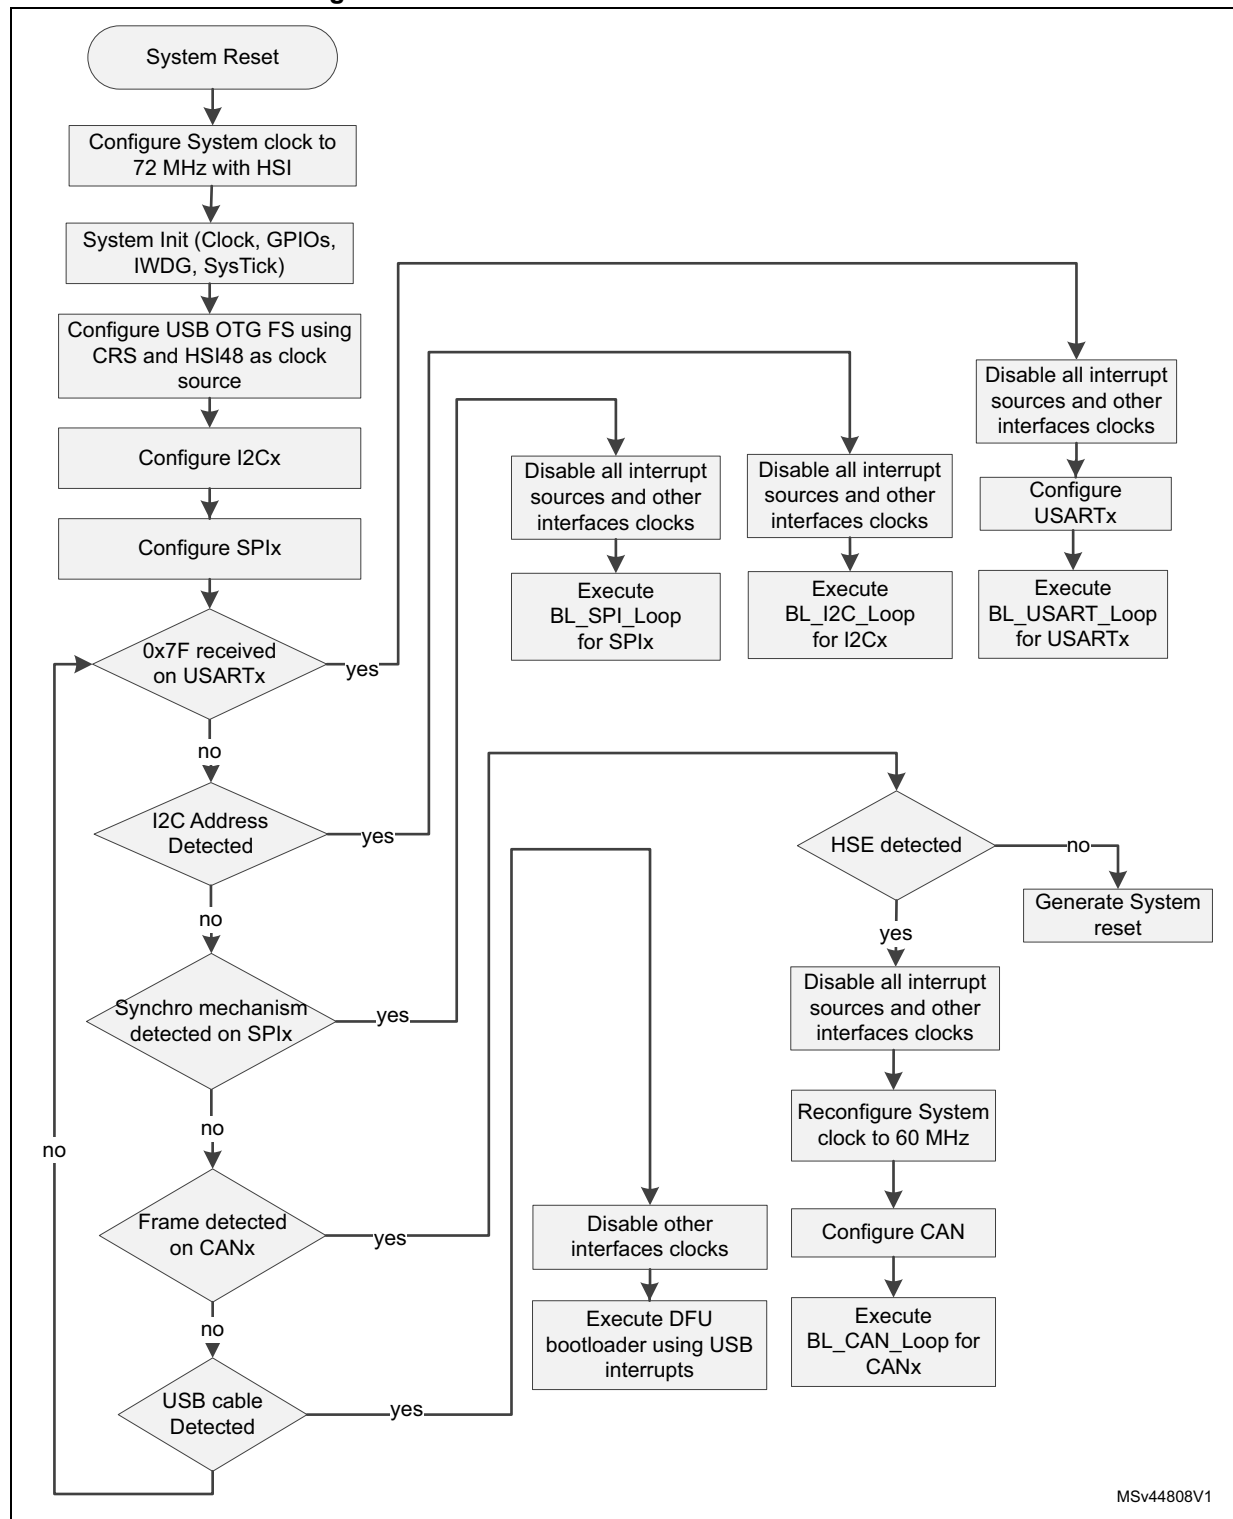 System Reset
Configure System clock to
72 MHz with HSI
System Init (Clock, GPIOs,
IWDG, SysTick)
Configure USB OTG FS using
CRS and HSI48 as clock
source
Configure I2Cx
Configure SPIx
0x7F received
on USARTx
yes
no
I2C Address
Detected
yes
no
Synchro mechanism
detected on SPIx
yes
no
Frame detected
on CANx
yes
no
USB cable
Detected
yes
no
Disable all interrupt
sources and other
interfaces clocks
Execute
BL_SPI_Loop
for SPIx
Disable all interrupt
sources and other
interfaces clocks
Execute
BL_I2C_Loop
for I2Cx
Disable all interrupt
sources and other
interfaces clocks
Configure
USARTx
Execute
BL_USART_Loop
for USARTx
HSE detected
no
Generate System
reset
yes
Disable all interrupt
sources and other
interfaces clocks
Reconfigure System
clock to 60 MHz
Configure CAN
Execute
BL_CAN_Loop for
CANx
Disable other
interfaces clocks
Execute DFU
bootloader using USB
interrupts
MSv44808V1